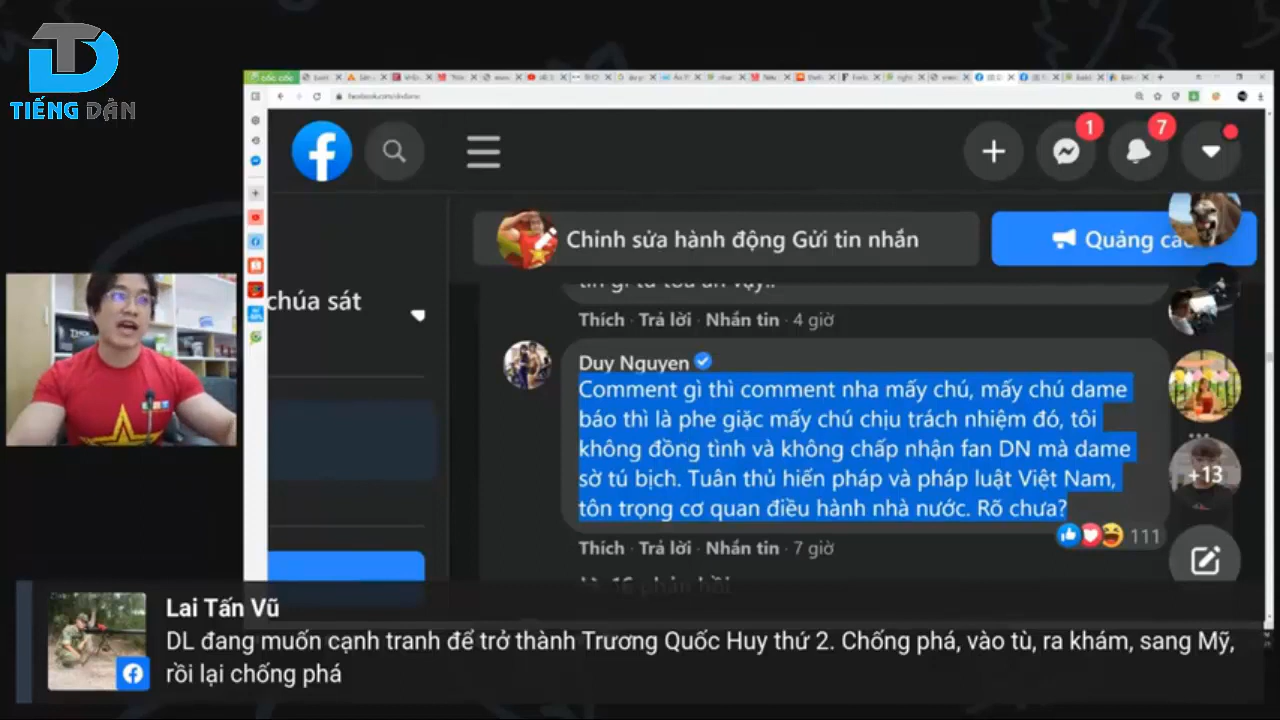 TIẾNG DÂN
facebook.com/dndame
1
7
Chỉnh sửa hành động Gửi tin nhắn
Quảng cá
chúa sát
Thích · Trả lời · Nhắn tin · 4 giờ
Duy Nguyen
Comment gì thì comment nha mấy chú, mấy chú dame
báo thì là phe giặc mấy chú chịu trách nhiệm đó, tôi
không đồng tình và không chấp nhận fan DN mà dame
sờ tú bịch. Tuân thủ hiến pháp và pháp luật Việt Nam,
tôn trọng cơ quan điều hành nhà nước. Rõ chưa?
+13
111
Thích · Trả lời · Nhắn tin · 7 giờ
Lai Tấn Vũ
DL đang muốn cạnh tranh để trở thành Trương Quốc Huy thứ 2. Chống phá, vào tù, ra khám, sang Mỹ,
rồi lại chống phá